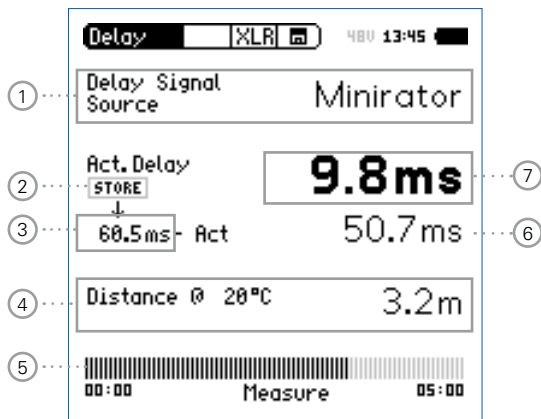 Delay XLR 48V 13:45
1 Delay Signal Source Minirator
Act. Delay 9.8ms 7
2 STORE
3 60.5ms - Act 50.7ms 6
4 Distance @ 20°C 3.2m
5
00:00 Measure 05:00